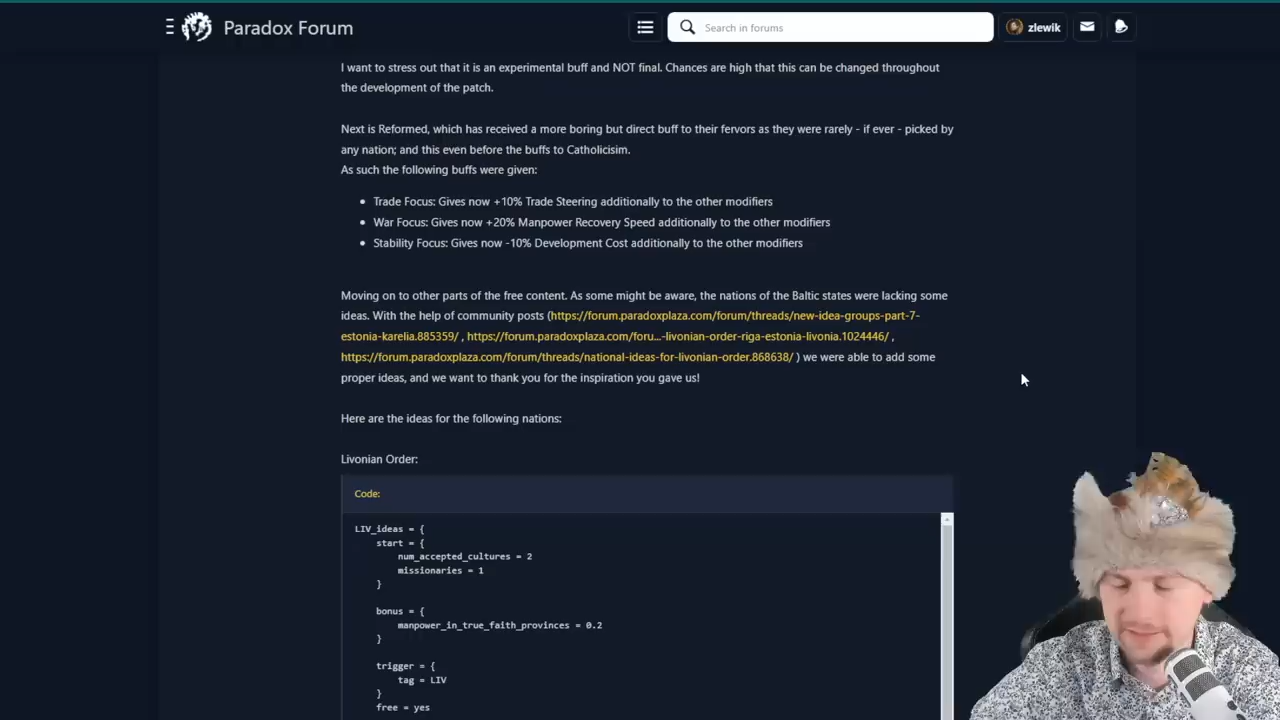 Paradox Forum
Search in forums
zlewik
I want to stress out that it is an experimental buff and NOT final. Chances are high that this can be changed throughout
the development of the patch.
Next is Reformed, which has received a more boring but direct buff to their fervors as they were rarely - if ever - picked by
any nation; and this even before the buffs to Catholicisim.
As such the following buffs were given:
Trade Focus: Gives now +10% Trade Steering additionally to the other modifiers
War Focus: Gives now +20% Manpower Recovery Speed additionally to the other modifiers
Stability Focus: Gives now -10% Development Cost additionally to the other modifiers
Moving on to other parts of the free content. As some might be aware, the nations of the Baltic states were lacking some
ideas. With the help of community posts (https://forum.paradoxplaza.com/forum/threads/new-idea-groups-part-7-
estonia-karelia.885359/ , https://forum.paradoxplaza.com/foru...-livonian-order-riga-estonia-livonia.1024446/ ,
https://forum.paradoxplaza.com/forum/threads/national-ideas-for-livonian-order.868638/ ) we were able to add some
proper ideas, and we want to thank you for the inspiration you gave us!
Here are the ideas for the following nations:
Livonian Order:
Code:
LIV_ideas = {
start = {
num_accepted_cultures = 2
missionaries = 1
}
bonus = {
manpower_in_true_faith_provinces = 0.2
}
trigger = {
tag = LIV
}
free = yes